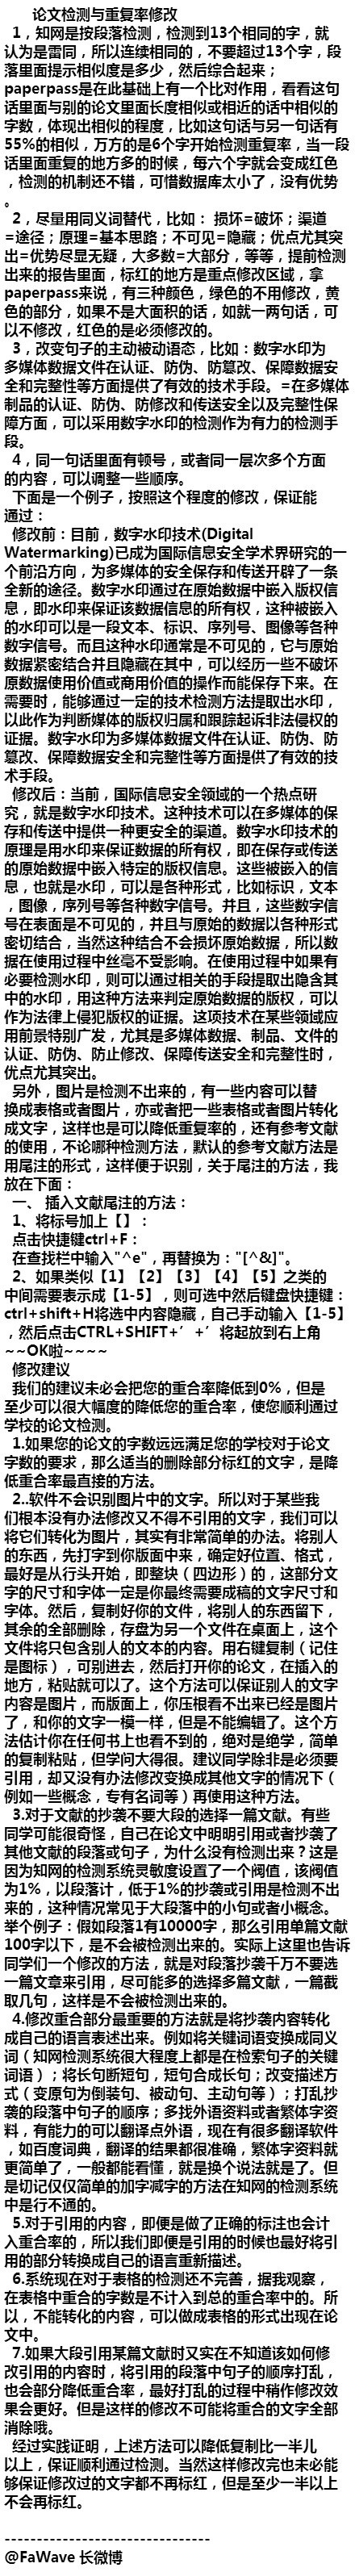 论文检测与重复率修改
1，知网是按段落检测，检测到13个相同的字，就
认为是雷同，所以连续相同的，不要超过13个字，段
落里面提示相似度是多少，然后综合起来；
paperpass是在此基础上有一个比对作用，看看这句
话里面与别的论文里面长度相似或相近的话中相似的
字数，体现出相似的程度，比如这句话与另一句话有
55%的相似，万方的是6个字开始检测重复率，当一段
话里面重复的地方多的时候，每六个字就会变成红色
，检测的机制还不错，可惜数据库太小了，没有优势
。
2，尽量用同义词替代，比如： 损坏=破坏；渠道
=途径；原理=基本思路；不可见=隐藏；优点尤其突
出=优势尽显无疑，大多数=大部分，等等，提前检测
出来的报告里面，标红的地方是重点修改区域，拿
paperpass来说，有三种颜色，绿色的不用修改，黄
色的部分，如果不是大面积的话，如就一两句话，可
以不修改，红色的是必须修改的。
3，改变句子的主动被动语态，比如：数字水印为
多媒体数据文件在认证、防伪、防篡改、保障数据安
全和完整性等方面提供了有效的技术手段。=在多媒体
制品的认证、防伪、防修改和传送安全以及完整性保
障方面，可以采用数字水印的检测作为有力的检测手
段。
4，同一句话里面有顿号，或者同一层次多个方面
的内容，可以调整一些顺序。
下面是一个例子，按照这个程度的修改，保证能
通过：
修改前：目前，数字水印技术(Digital
Watermarking)已成为国际信息安全学术界研究的一
个前沿方向，为多媒体的安全保存和传送开辟了一条
全新的途径。数字水印通过在原始数据中嵌入版权信
息，即水印来保证该数据信息的所有权，这种被嵌入
的水印可以是一段文本、标识、序列号、图像等各种
数字信号。而且这种水印通常是不可见的，它与原始
数据紧密结合并且隐藏在其中，可以经历一些不破坏
原数据使用价值或商用价值的操作而能保存下来。在
需要时，能够通过一定的技术检测方法提取出水印，
以此作为判断媒体的版权归属和跟踪起诉非法侵权的
证据。数字水印为多媒体数据文件在认证、防伪、防
篡改、保障数据安全和完整性等方面提供了有效的技
术手段。
修改后：当前，国际信息安全领域的一个热点研
究，就是数字水印技术。这种技术可以在多媒体的保
存和传送中提供一种更安全的渠道。数字水印技术的
原理是用水印来保证数据的所有权，即在保存或传送
的原始数据中嵌入特定的版权信息。这些被嵌入的信
息，也就是水印，可以是各种形式，比如标识，文本
，图像，序列号等各种数字信号。并且，这些数字信
号在表面是不可见的，并且与原始的数据以各种形式
密切结合，当然这种结合不会损坏原始数据，所以数
据在使用过程中丝毫不受影响。在使用过程中如果有
必要检测水印，则可以通过相关的手段提取出隐含其
中的水印，用这种方法来判定原始数据的版权，可以
作为法律上侵犯版权的证据。这项技术在某些领域应
用前景特别广发，尤其是多媒体数据、制品、文件的
认证、防伪、防止修改、保障传送安全和完整性时，
优点尤其突出。
另外，图片是检测不出来的，有一些内容可以替
换成表格或者图片，亦或者把一些表格或者图片转化
成文字，这样也是可以降低重复率的，还有参考文献
的使用，不论哪种检测方法，默认的参考文献方法是
用尾注的形式，这样便于识别，关于尾注的方法，我
放在下面：
一、 插入文献尾注的方法：
1、将标号加上【】：
点击快捷键ctrl+F：
在查找栏中输入"^e"，再替换为："[^&]"。
2、如果类似【1】【2】【3】【4】【5】之类的
中间需要表示成【1-5】，则可选中然后键盘快捷键：
ctrl+shift+H将选中内容隐藏，自己手动输入【1-5】
，然后点击CTRL+SHIFT+’ +’将起放到右上角
~~OK啦~~~~
修改建议
我们的建议未必会把您的重合率降低到0%，但是
至少可以很大幅度的降低您的重合率，使您顺利通过
学校的论文检测。
1.如果您的论文的字数远远满足您的学校对于论文
字数的要求，那么适当的删除部分标红的文字，是降
低重合率最直接的方法。
2..软件不会识别图片中的文字。所以对于某些我
们根本没有办法修改又不得不引用的文字，我们可以
将它们转化为图片，其实有非常简单的办法。将别人
的东西，先打字到你版面中来，确定好位置、格式，
最好是从行头开始，即整块（四边形）的，这部分文
字的尺寸和字体一定是你最终需要成稿的文字尺寸和
字体。然后，复制好你的文件，将别人的东西留下，
其余的全部删除，存盘为另一个文件在桌面上，这个
文件将只包含别人的文本的内容。用右键复制（记住
是图标），可别进去，然后打开你的论文，在插入的
地方，粘贴就可以了。这个方法可以保证别人的文字
内容是图片，而版面上，你压根看不出来已经是图片
了，和你的文字一模一样，但是不能编辑了。这个方
法估计你在任何书上也看不到的，绝对是绝学，简单
的复制粘贴，但学问大得很。建议同学除非是必须要
引用，却又没有办法修改变换成其他文字的情况下（
例如一些概念，专有名词等）再使用这种方法。
3.对于文献的抄袭不要大段的选择一篇文献。有些
同学可能很奇怪，自己在论文中明明引用或者抄袭了
其他文献的段落或句子，为什么没有检测出来？这是
因为知网的检测系统灵敏度设置了一个阀值，该阀值
为1%，以段落计，低于1%的抄袭或引用是检测不出
来的，这种情况常见于大段落中的小句或者小概念。
举个例子：假如段落1有10000字，那么引用单篇文献
100字以下，是不会被检测出来的。实际上这里也告诉
同学们一个修改的方法，就是对段落抄袭千万不要选
一篇文章来引用，尽可能多的选择多篇文献，一篇截
取几句，这样是不会被检测出来的。
4.修改重合部分最重要的方法就是将抄袭内容转化
成自己的语言表述出来。例如将关键词语变换成同义
词（知网检测系统很大程度上都是在检索句子的关键
词语）；将长句断短句，短句合成长句；改变描述方
式（变原句为倒装句、被动句、主动句等）；打乱抄
袭的段落中句子的顺序；多找外语资料或者繁体字资
料，有能力的可以翻译点外语，现在有很多翻译软件
，如百度词典，翻译的结果都很准确，繁体字资料就
更简单了，一般都能看懂，就是换个说法就是了。但
是切记仅仅简单的加字减字的方法在知网的检测系统
中是行不通的。
5.对于引用的内容，即便是做了正确的标注也会计
入重合率的，所以我们即便是引用的时候也最好将引
用的部分转换成自己的语言重新描述。
6.系统现在对于表格的检测还不完善，据我观察，
在表格中重合的字数是不计入到总的重合率中的。所
以，不能转化的内容，可以做成表格的形式出现在论
文中。
7.如果大段引用某篇文献时又实在不知道该如何修
改引用的内容时，将引用的段落中句子的顺序打乱，
也会部分降低重合率，最好打乱的过程中稍作修改效
果会更好。但是这样的修改不可能将重合的文字全部
消除哦。
经过实践证明，上述方法可以降低复制比一半儿
以上，保证顺利通过检测。当然这样修改完也未必能
够保证修改过的文字都不再标红，但是至少一半以上
不会再标红。
--------------------------------
@FaWave 长微博